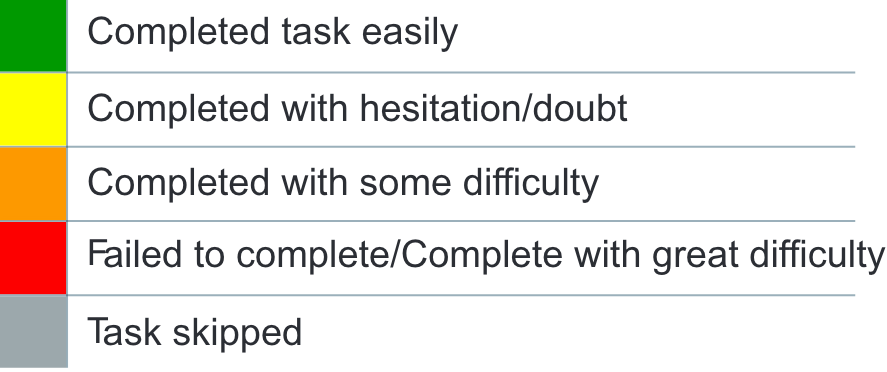 Completed task easily
Completed with hesitation/doubt
Completed with some difficulty
Failed to complete/Complete with great difficulty
Task skipped